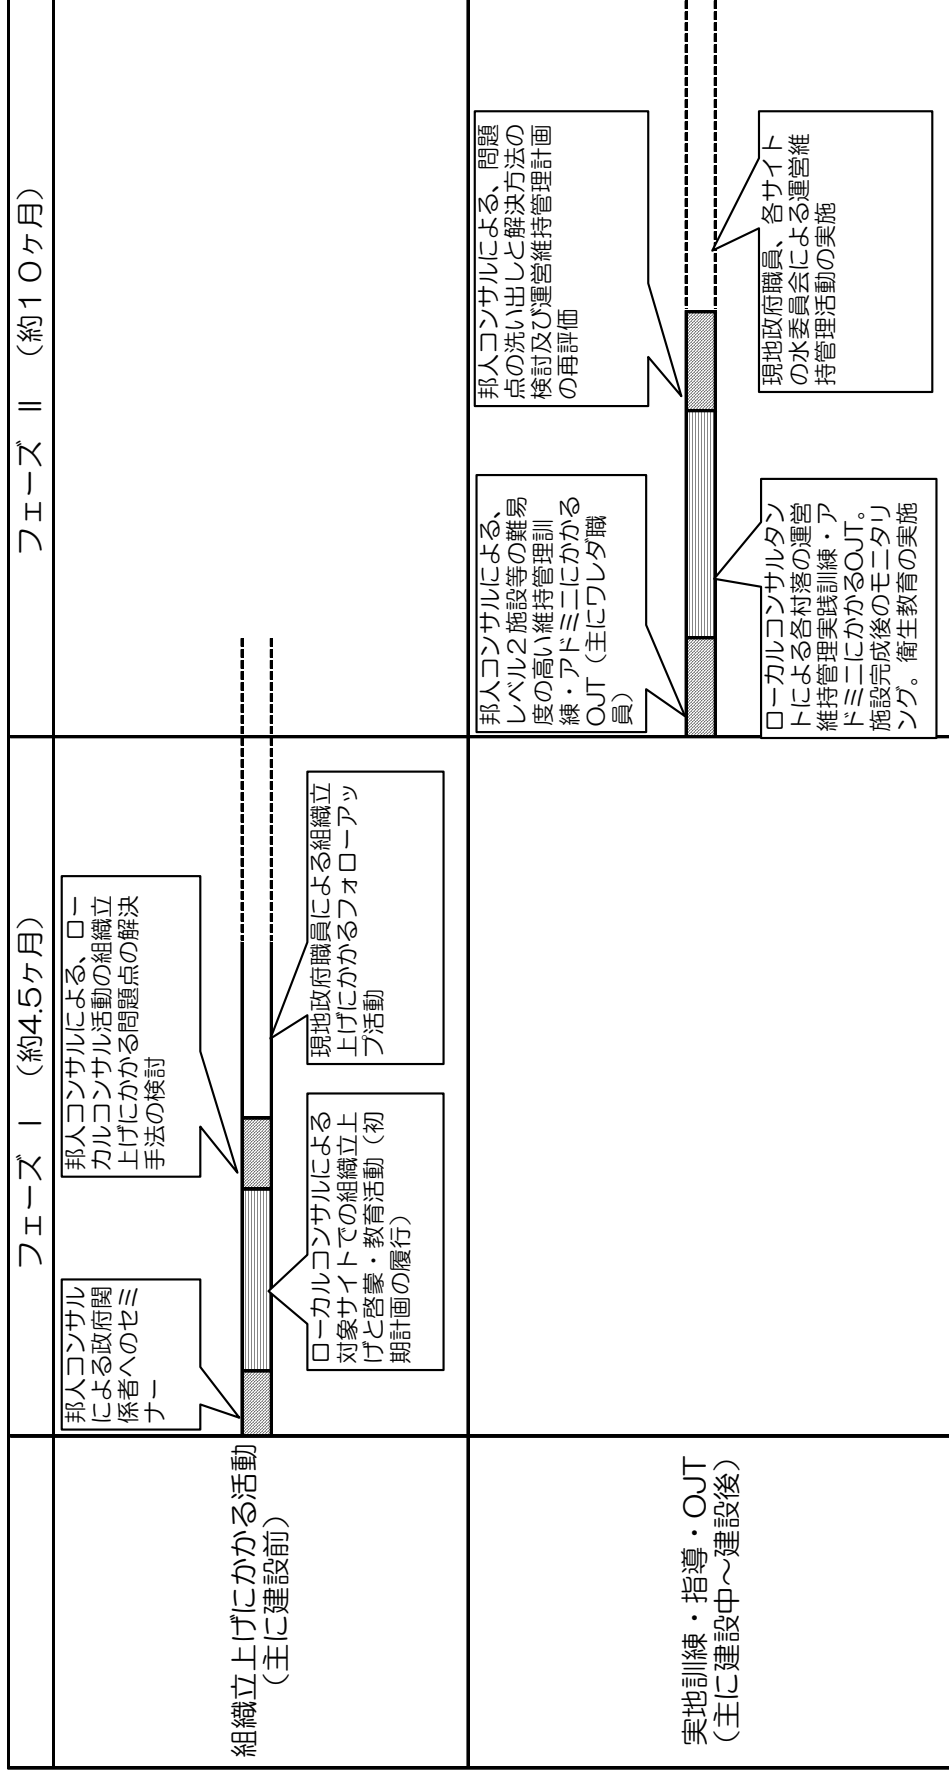 フェーズ Ⅰ (約4.5ヶ月)
フェーズ Ⅱ (約10ヶ月)
組織立上げにかかる活動
(主に建設前)
邦人コンサル
による政府関
係者へのセミ
ナー
邦人コンサルによる、ロー
カルコンサル活動の組織立
上げにかかる問題点の解決
手法の検討
ローカルコンサルによる
対象サイトでの組織立上
げと啓蒙・教育活動(初
期計画の履行)
現地政府職員による組織立
上げにかかるフォローアッ
プ活動
実地訓練・指導・OJT
(主に建設中~建設後)
邦人コンサルによる、
レベル2施設等の難易
度の高い維持管理訓
練・アドミニにかかる
OJT(主にワレダ職
員)
邦人コンサルによる、問題
点の洗い出しと解決方法の
検討及び運営維持管理計画
の再評価
ローカルコンサルタン
トによる各村落の運営
維持管理実践訓練・ア
ドミニにかかるOJT。
施設完成後のモニタリ
ング。衛生教育の実施
現地政府職員、各サイト
の水委員会による運営維
持管理活動の実施